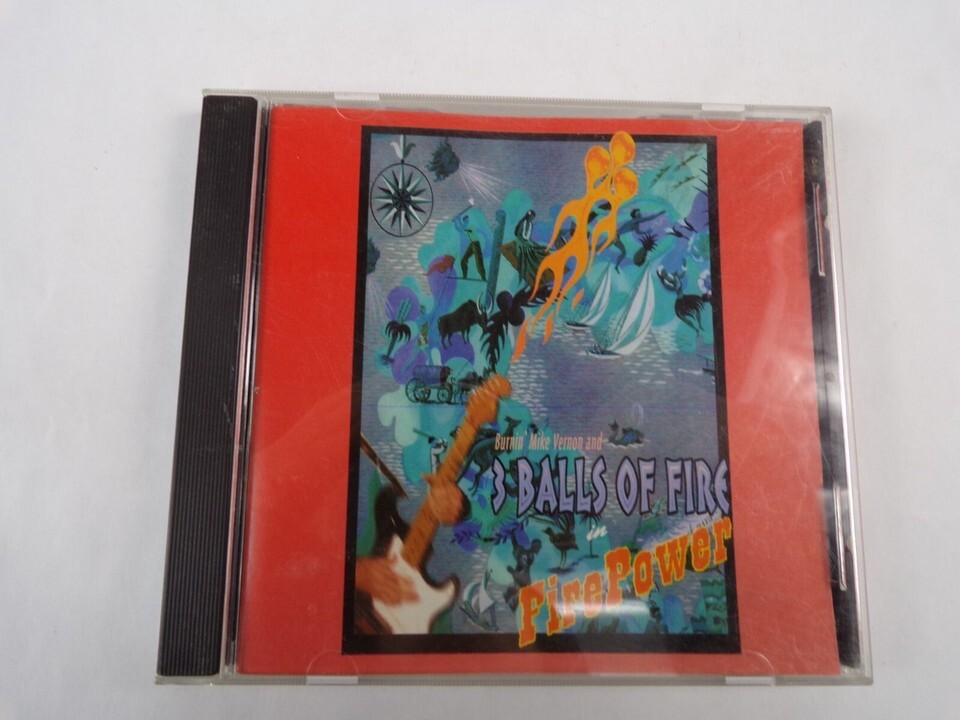 Burnin' Mike Vernon and
3 BALLS OF FIRE
in
FirePower